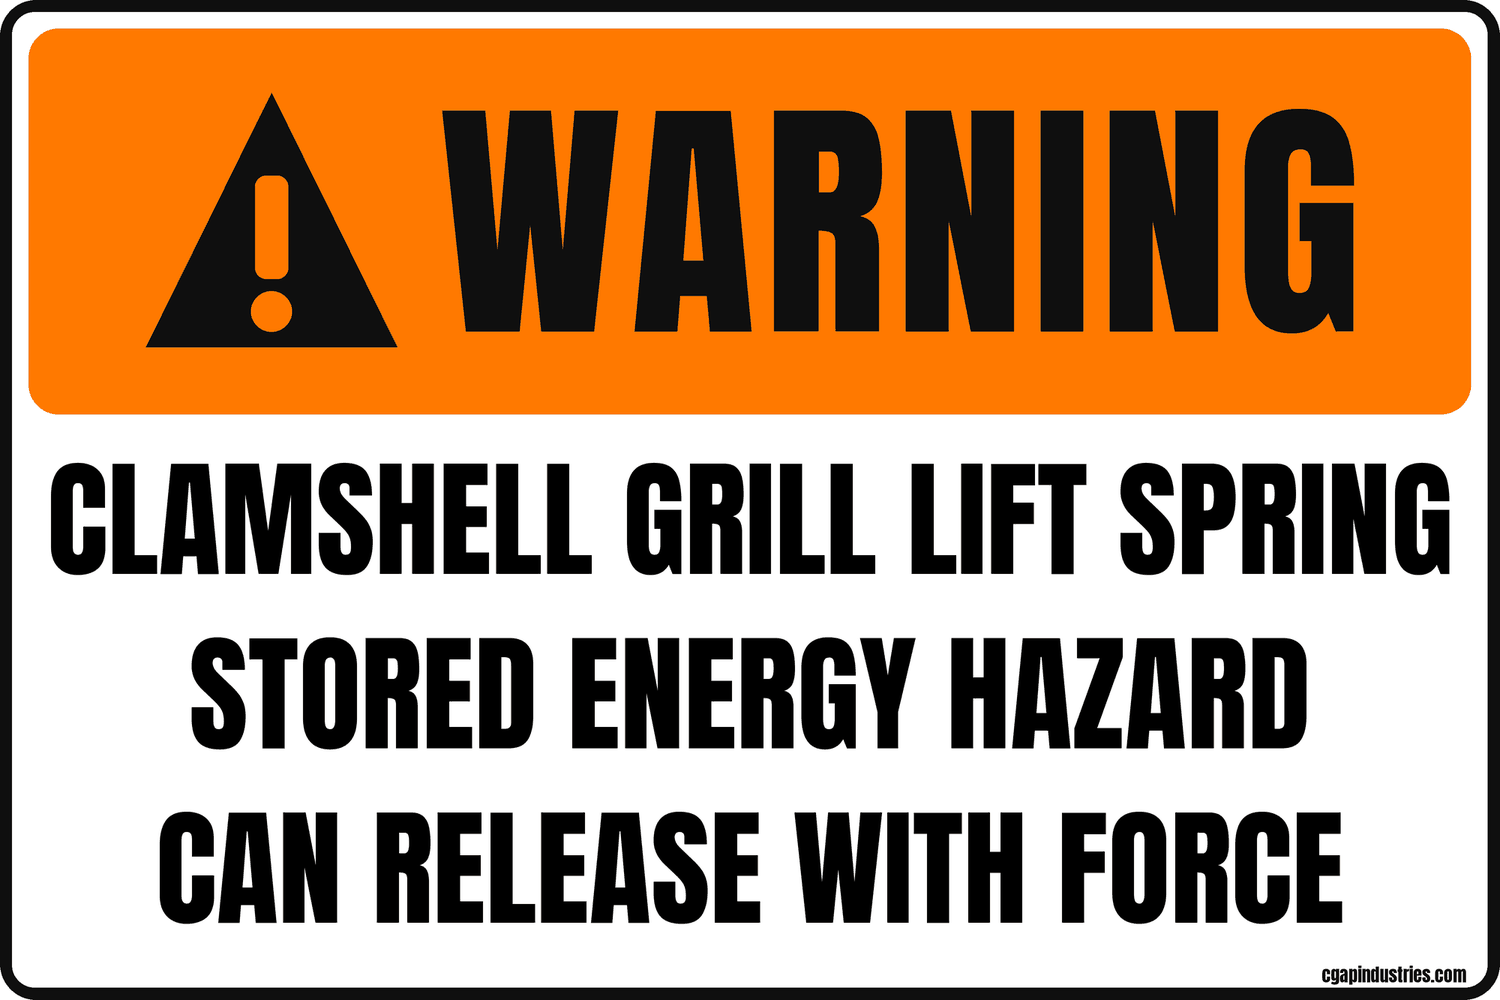 WARNING
CLAMSHELL GRILL LIFT SPRING
STORED ENERGY HAZARD
CAN RELEASE WITH FORCE
cgapindustries.com